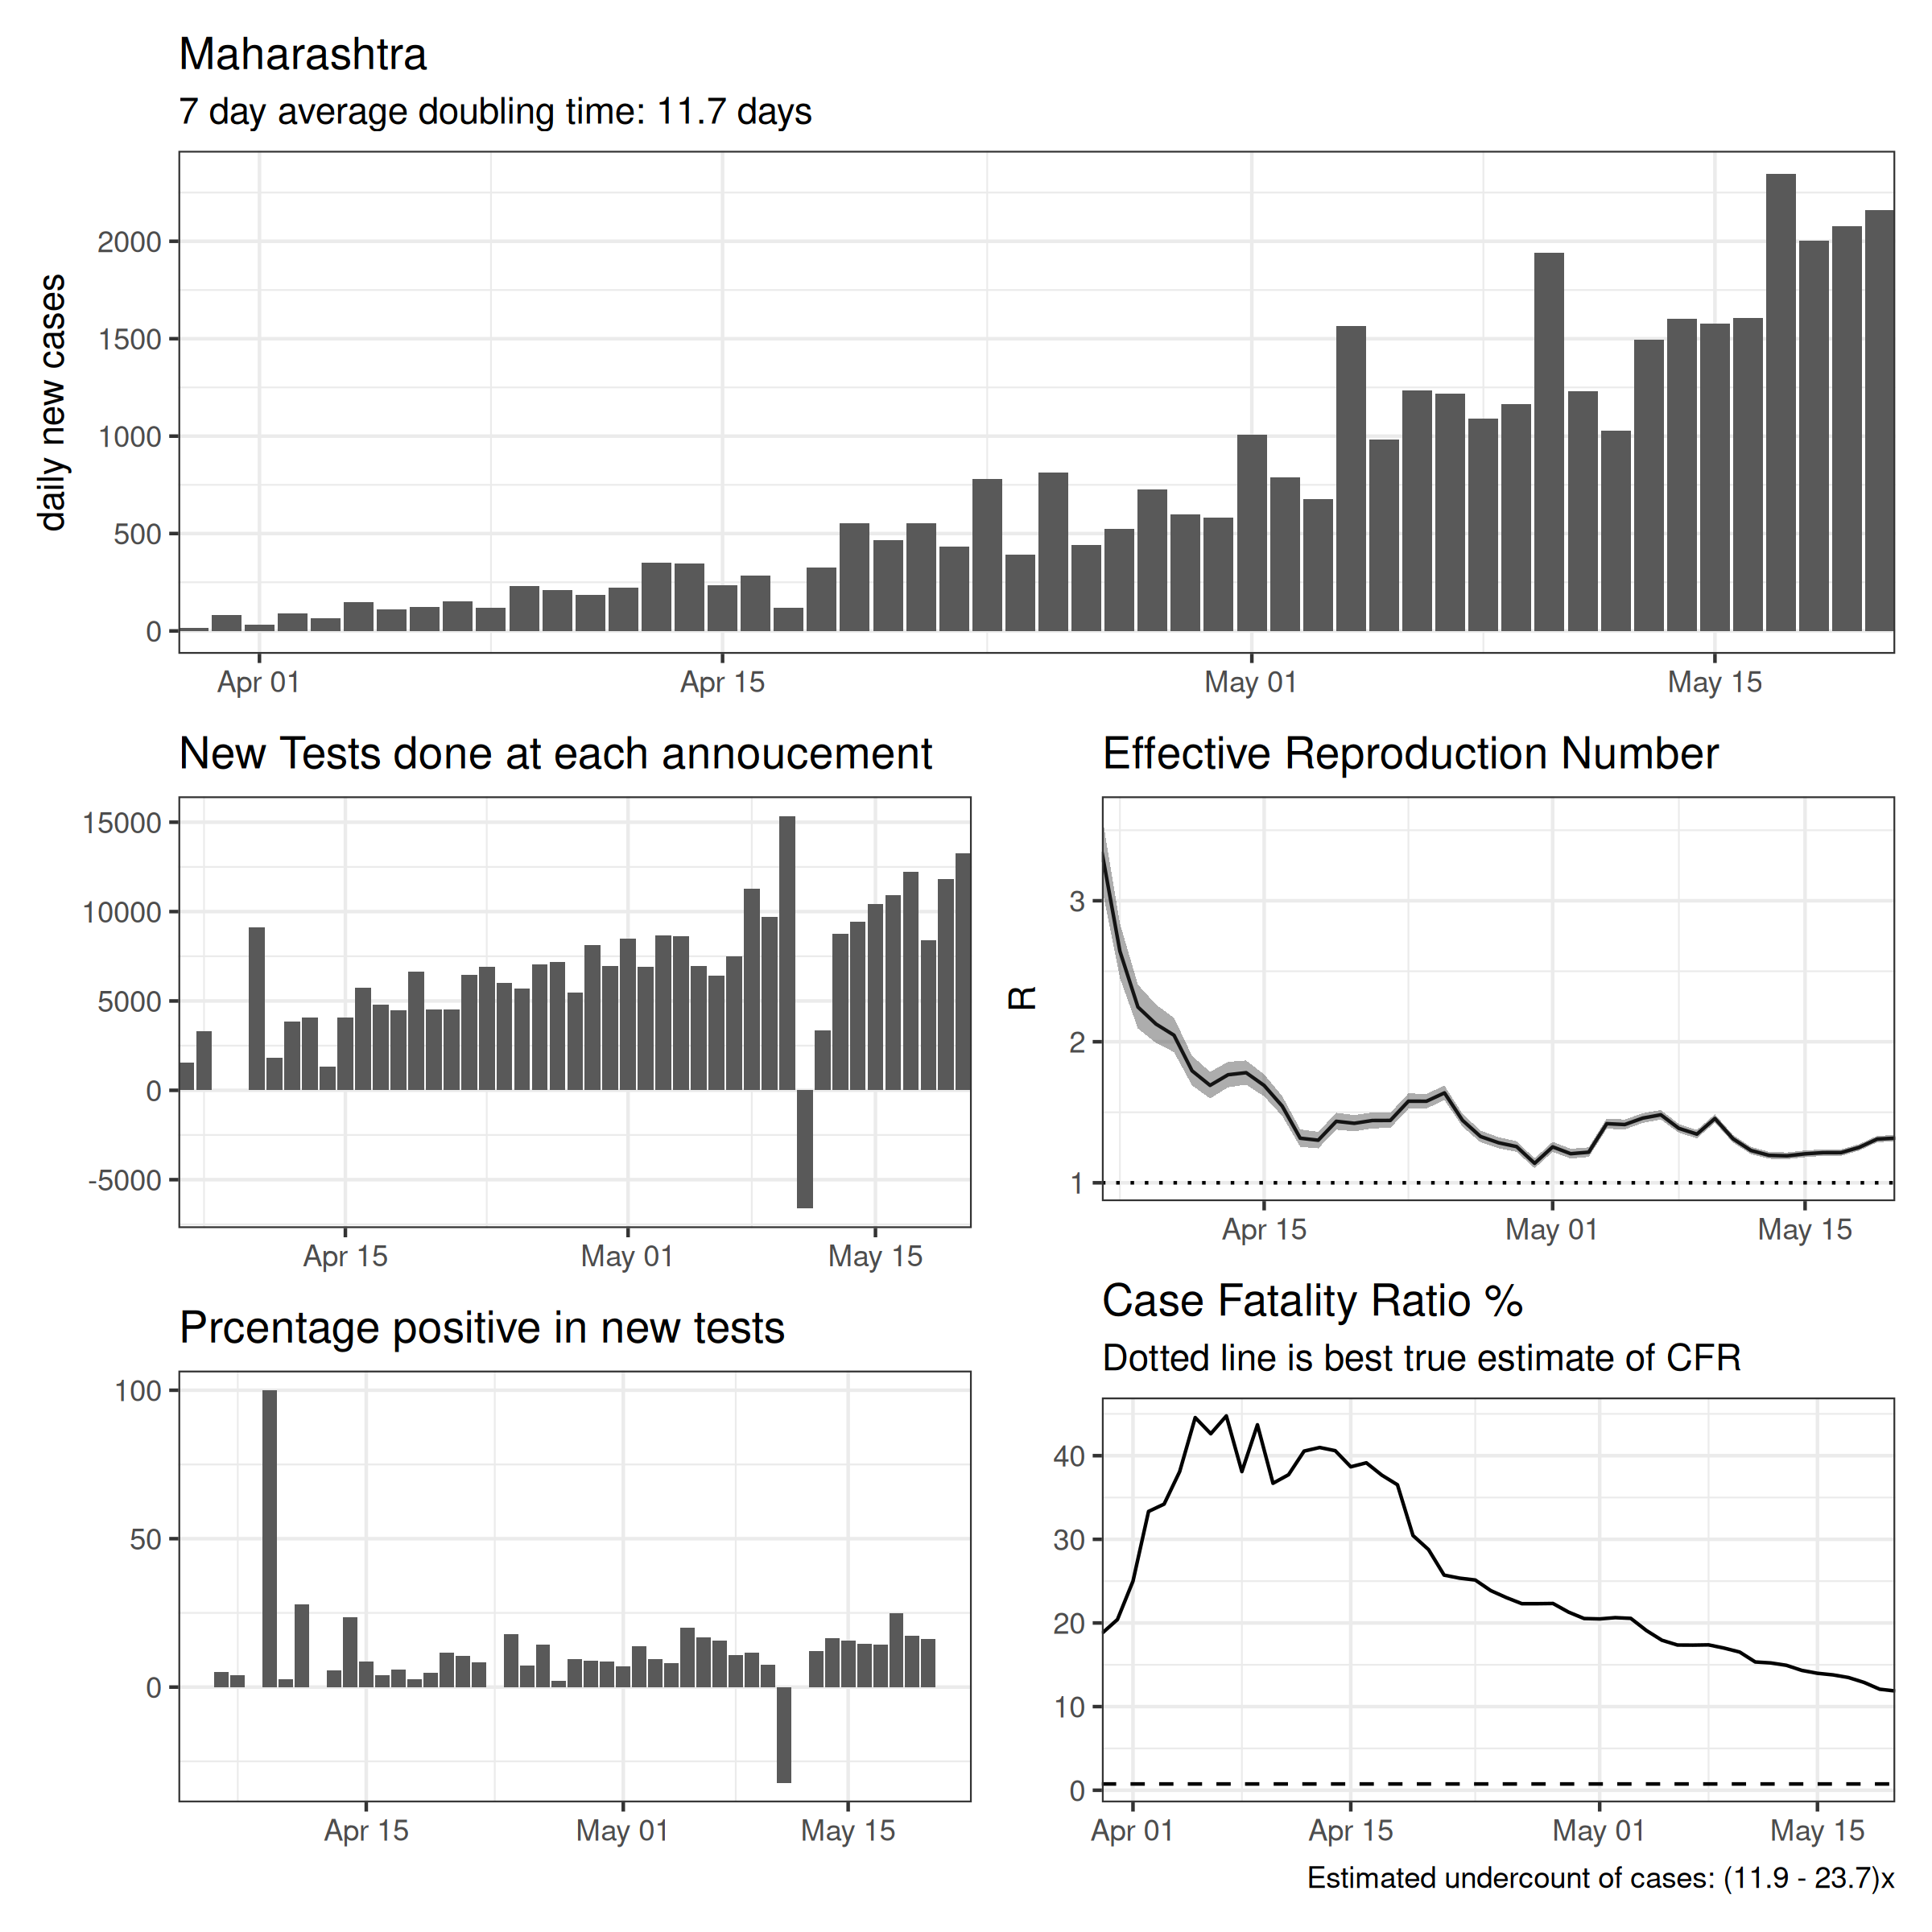 Maharashtra
7 day average doubling time: 11.7 days
daily new cases
2000
1500
1000
500
0
Apr 01
Apr 15
May 01
May 15
New Tests done at each annoucement
15000
10000
5000
0
-5000
Apr 15
May 01
May 15
Effective Reproduction Number
R
3
2
1
Apr 15
May 01
May 15
Prcentage positive in new tests
100
50
0
Apr 15
May 01
May 15
Case Fatality Ratio %
Dotted line is best true estimate of CFR
40
30
20
10
0
Apr 01
Apr 15
May 01
May 15
Estimated undercount of cases: (11.9 - 23.7)x